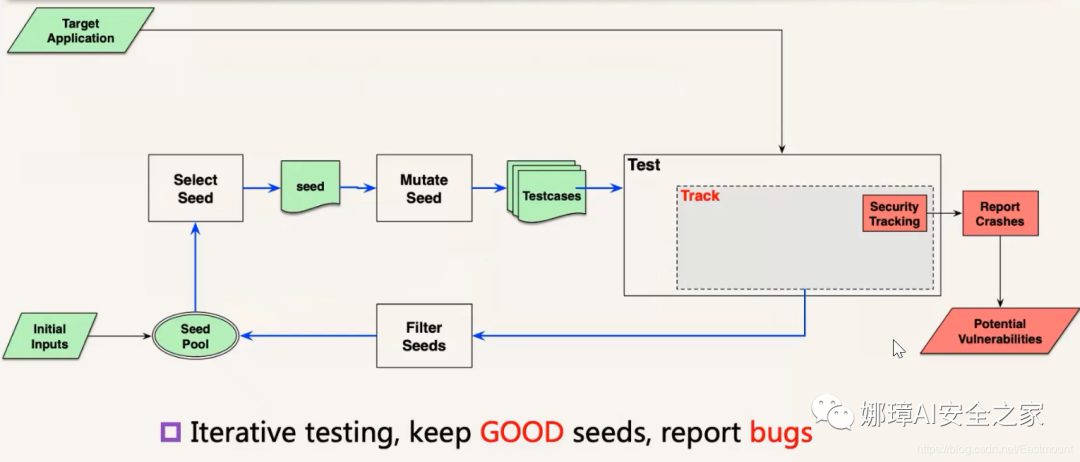 Target
Application
Select
Seed
seed
Mutate
Seed
Testcases
Test
Track
Security
Tracking
Report
Crashes
Initial
Inputs
Seed
Pool
Filter
Seeds
Potential
Vulnerabilities
Iterative testing, keep GOOD seeds, report bugs
娜璋AI安全之家
https://blog.csdn.net/Eastmount